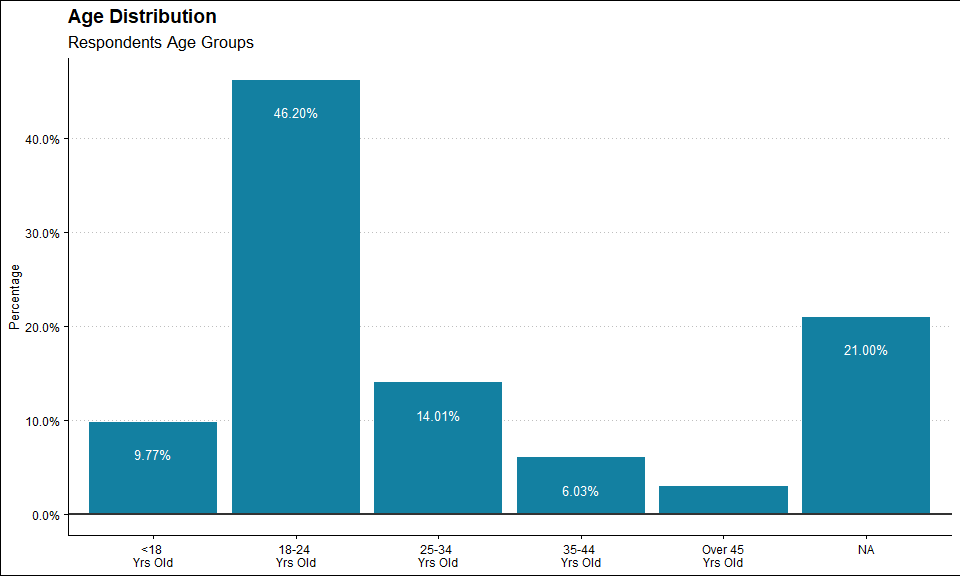 Age Distribution
Respondents Age Groups
Percentage
40.0%
30.0%
20.0%
10.0%
0.0%
9.77%
46.20%
14.01%
6.03%
21.00%
<18
Yrs Old
18-24
Yrs Old
25-34
Yrs Old
35-44
Yrs Old
Over 45
Yrs Old
NA